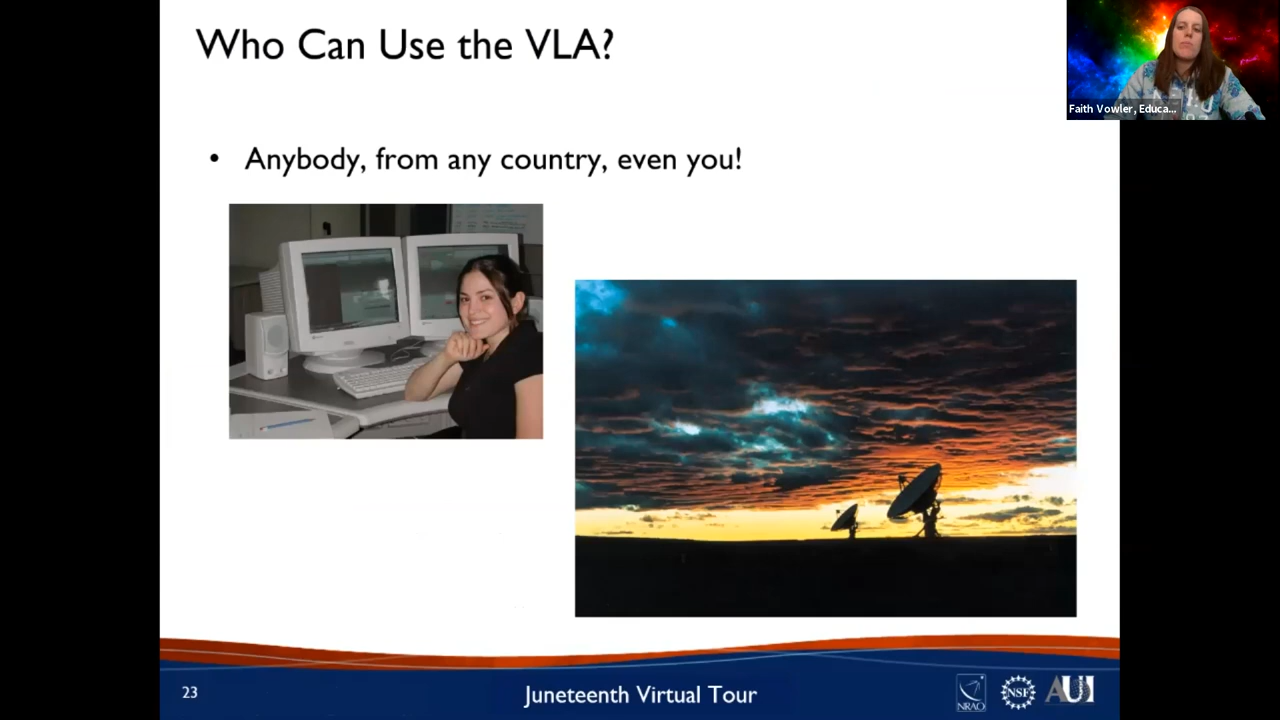 Who Can Use the VLA?
Faith Vowler, Educa...
• Anybody, from any country, even you!
23
Juneteenth Virtual Tour
NRAO
NSF
AUI